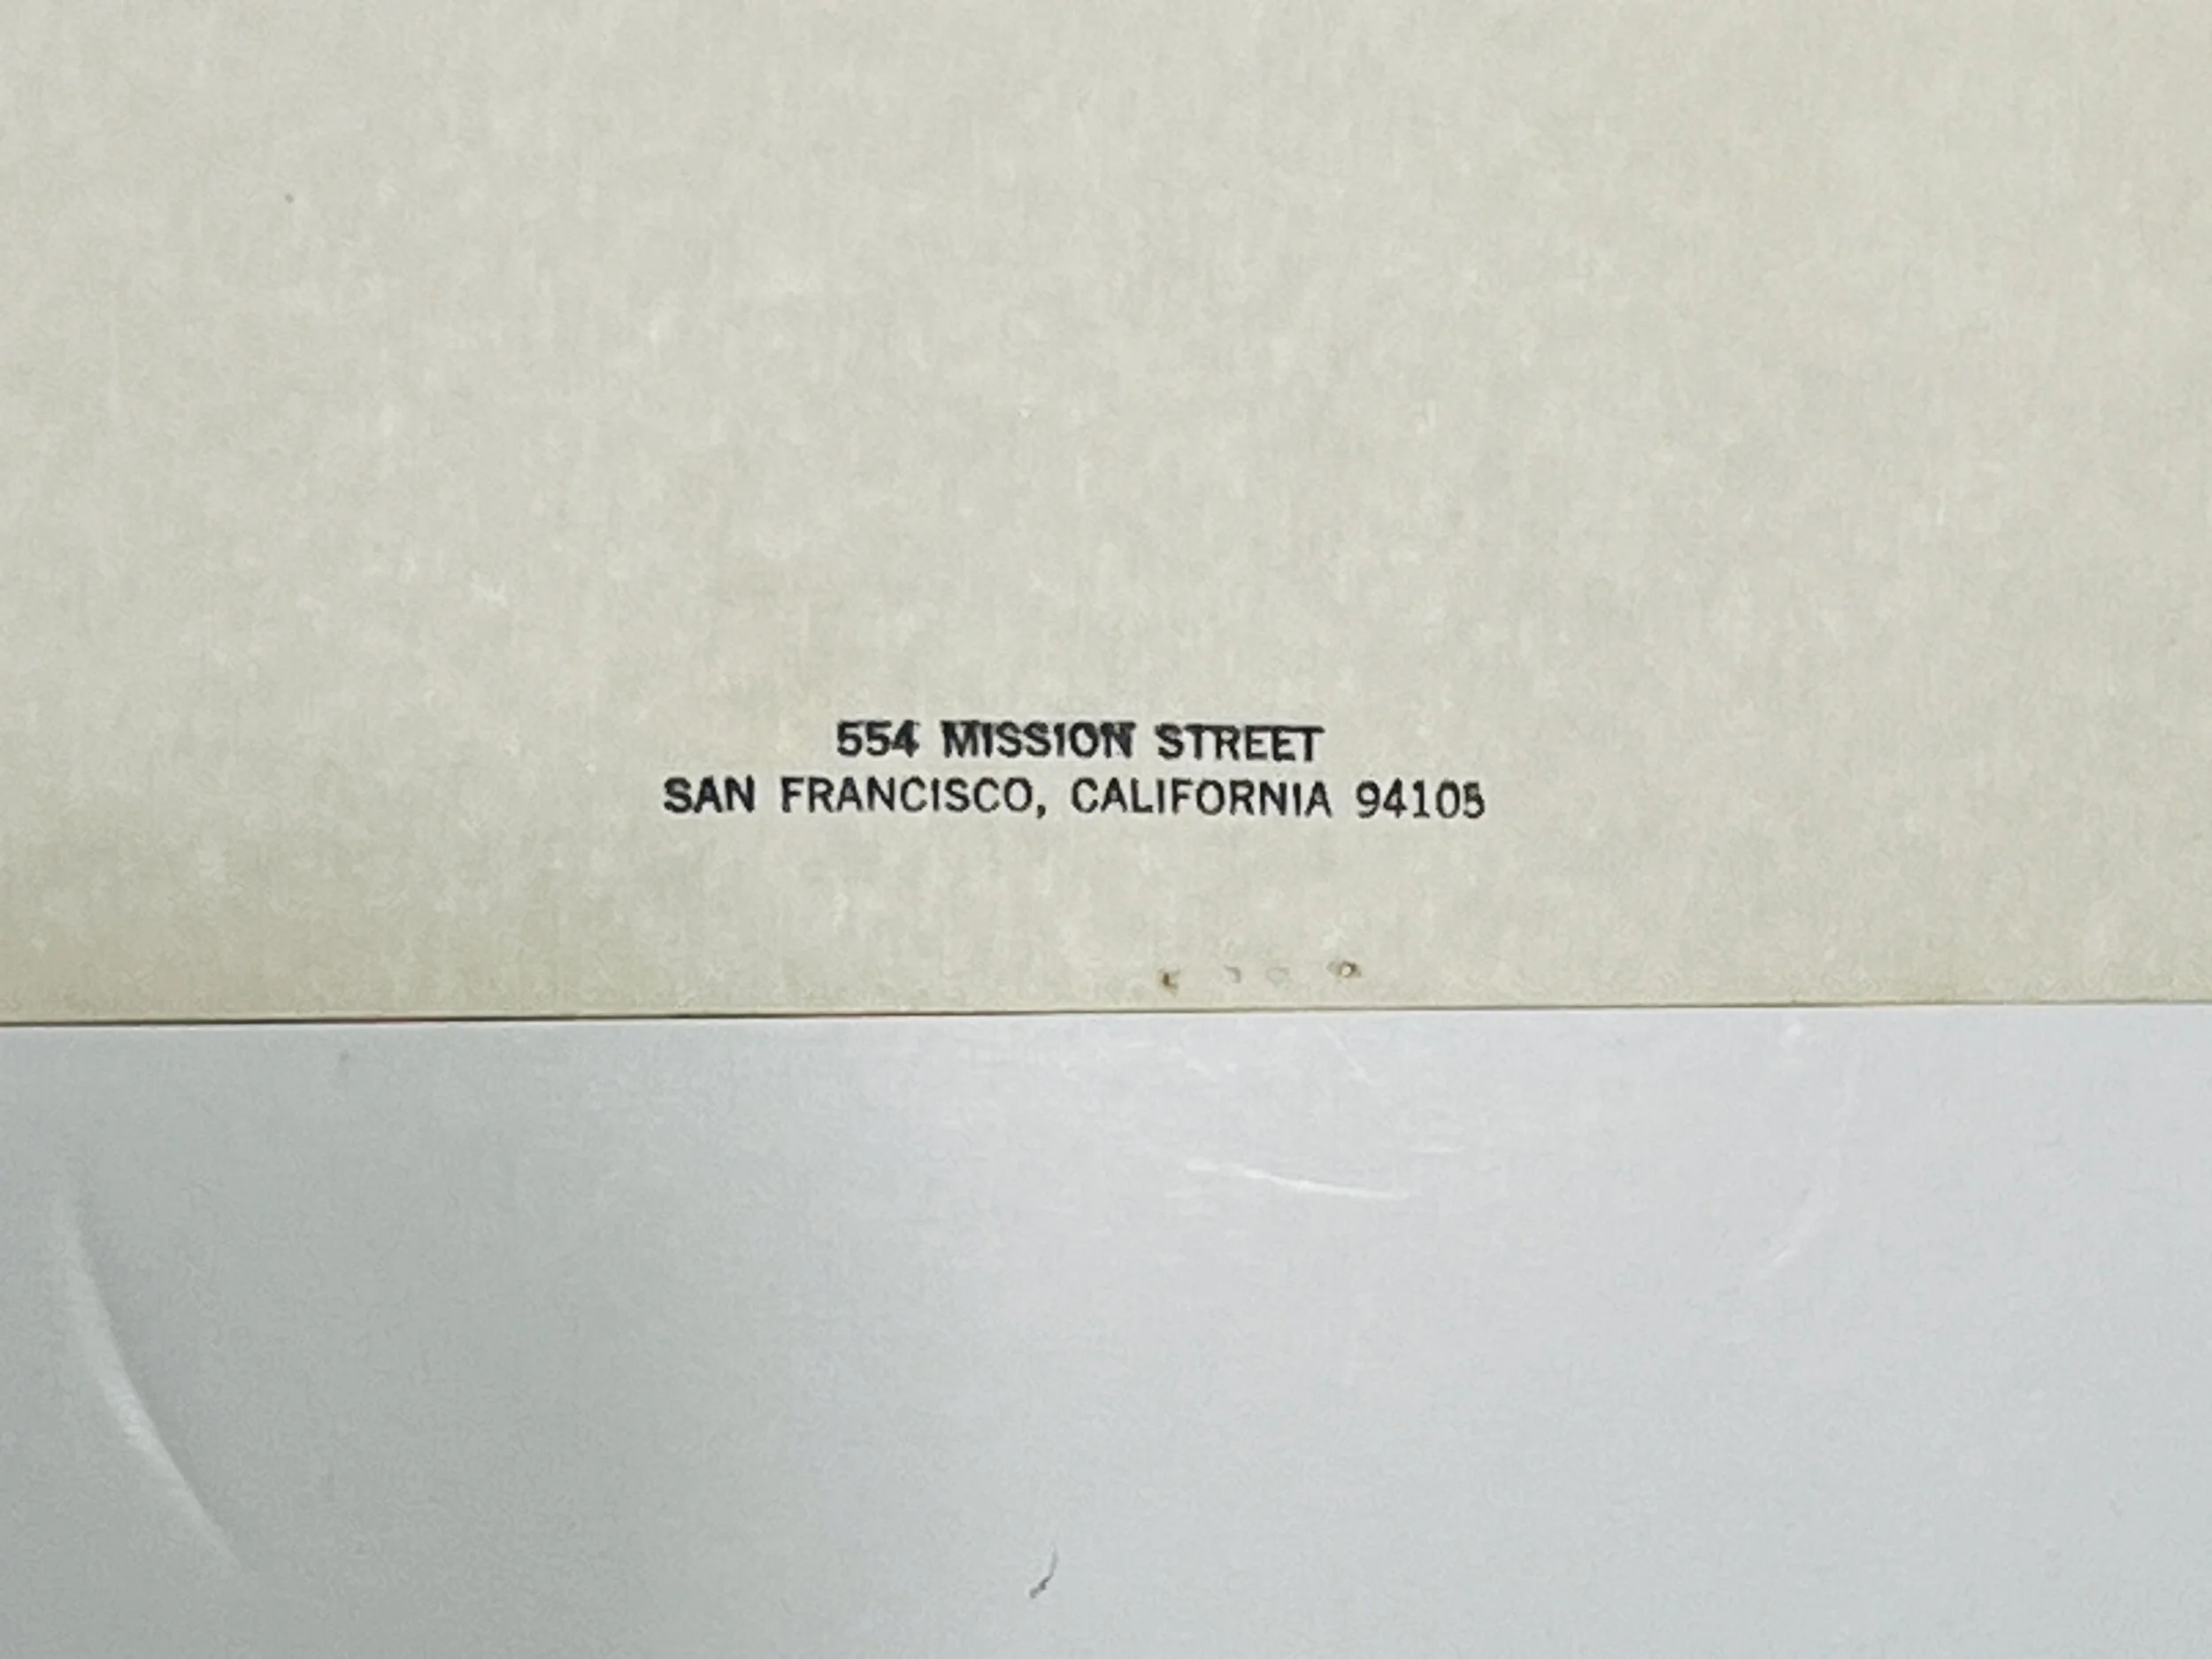 554 MISSION STREET
SAN FRANCISCO, CALIFORNIA 94105